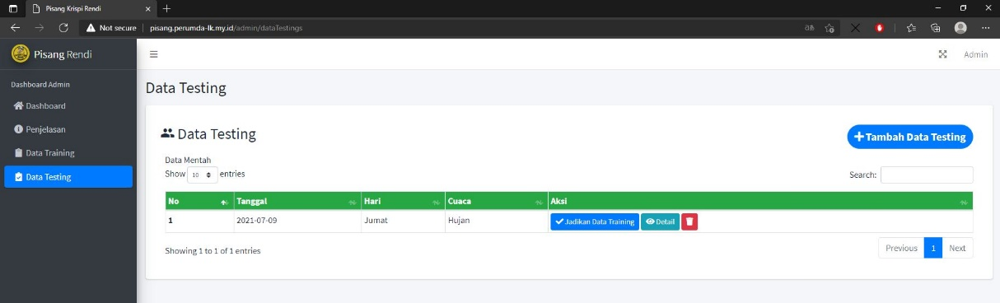 Pisang Krispi Rendi
Not secure pisang.perumda-lk.my.id/admin/dataTestings
Pisang Rendi
Admin
Dashboard Admin
Dashboard
Penjelasan
Data Training
Data Testing
Data Testing
Data Testing
Tambah Data Testing
Data Mentah
Show 10 entries
Search:
No Tanggal Hari Cuaca Aksi
1 2021-07-09 Jumat Hujan Jadikan Data Training Detail
Showing 1 to 1 of 1 entries
Previous 1 Next